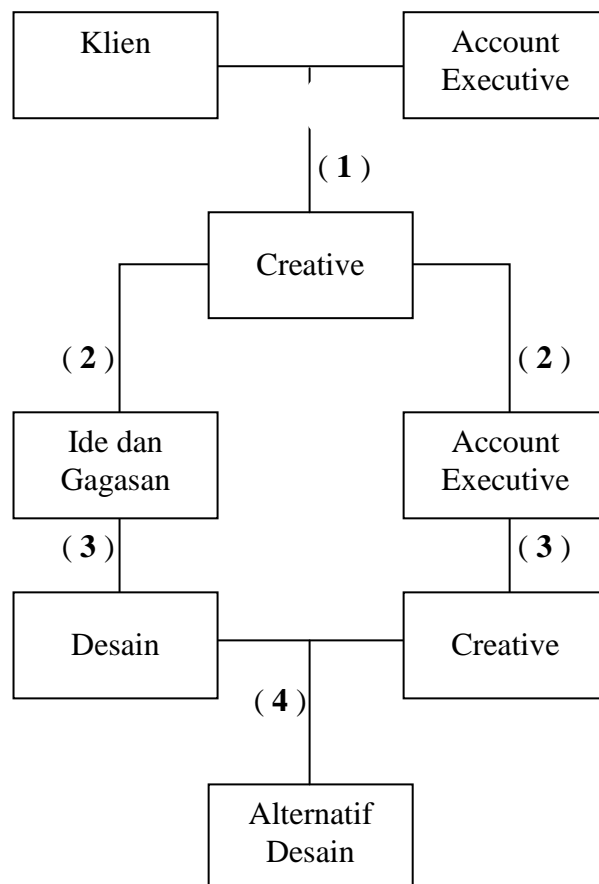 Klien
Account
Executive
( 1 )
Creative
( 2 )
( 2 )
Ide dan
Gagasan
Account
Executive
( 3 )
( 3 )
Desain
Creative
( 4 )
Alternatif
Desain